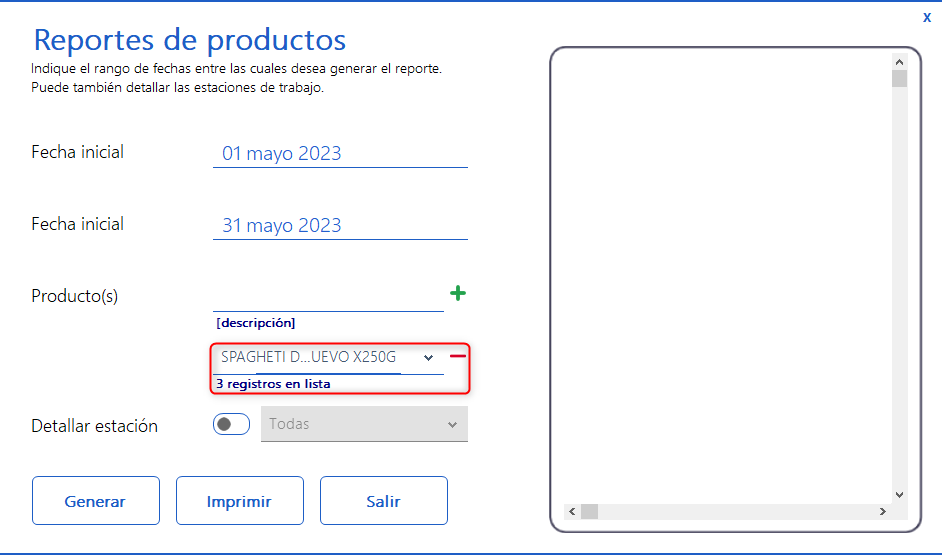 x
Reportes de productos
Indique el rango de fechas entre las cuales desea generar el reporte.
Puede también detallar las estaciones de trabajo.
Fecha inicial
01 mayo 2023
Fecha inicial
31 mayo 2023
Producto(s)
[descripción]
SPAGHETI D...UEVO X250G
3 registros en lista
Detallar estación
Todas
Generar
Imprimir
Salir